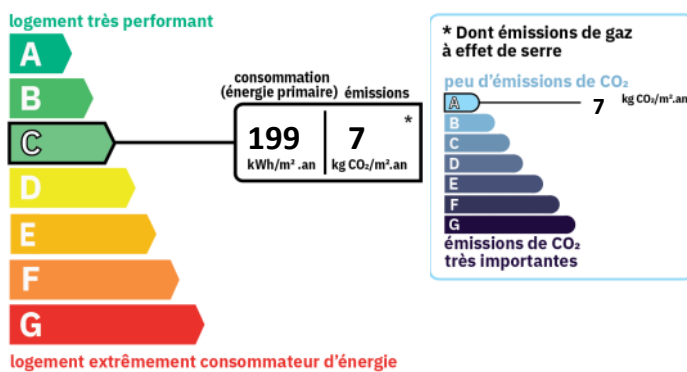 logement très performant
A
B
C
D
E
F
G
logement extrêmement consommateur d'énergie
consommation
(énergie primaire) émissions
*
199 7
kWh/m² .an kg CO₂/m².an
* Dont émissions de gaz
à effet de serre
peu d'émissions de CO₂
A 7 kg CO₂/m².an
B
C
D
E
F
G
émissions de CO₂
très importantes